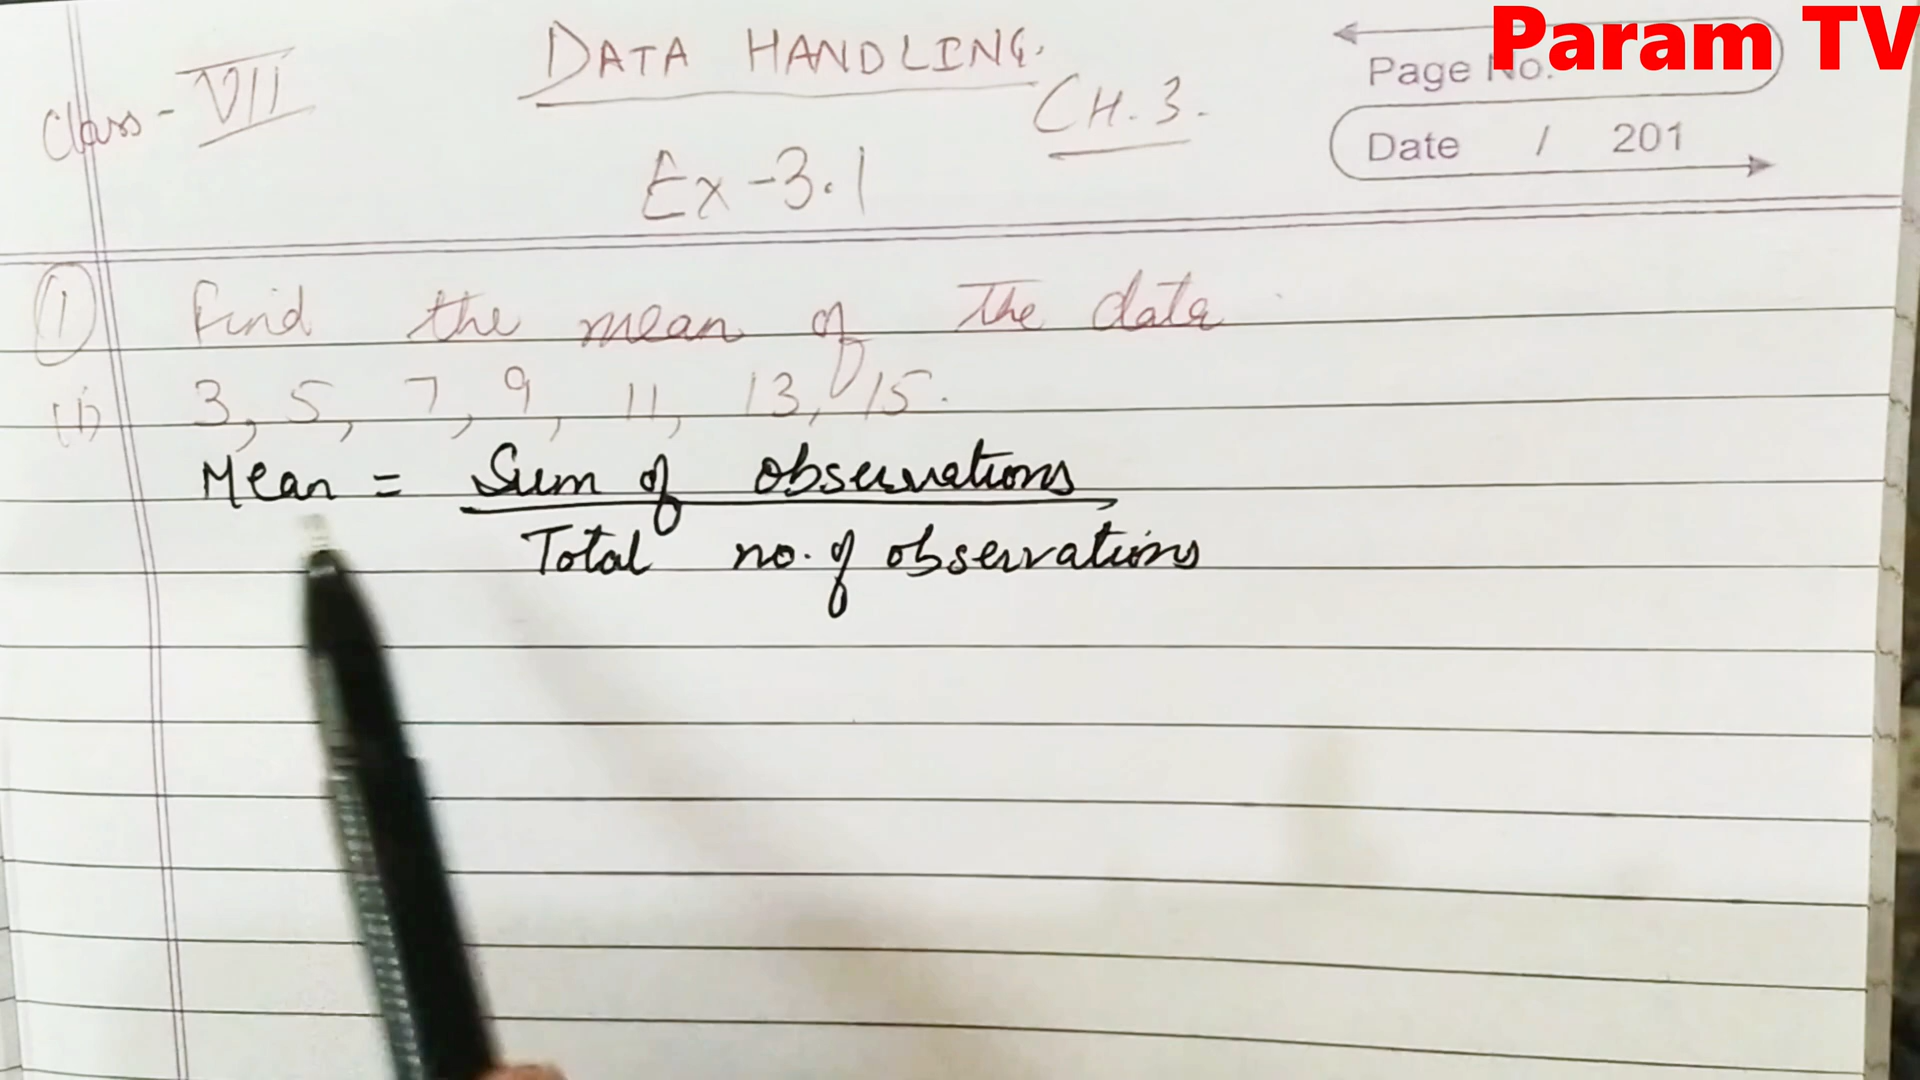 Param TV
Page No.
Date / 201
DATA HANDLING.
Class - VII
CH. 3.
Ex - 3.1
1 Find the mean of the data
(i) 3, 5, 7, 9, 11, 13, 15.
Mean = Sum of observations
Total no. of observations